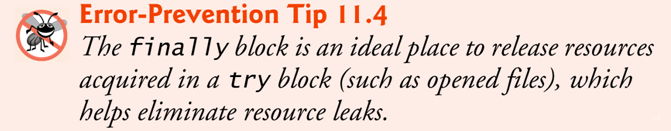 Error-Prevention Tip 11.4
The finally block is an ideal place to release resources
acquired in a try block (such as opened files), which
helps eliminate resource leaks.